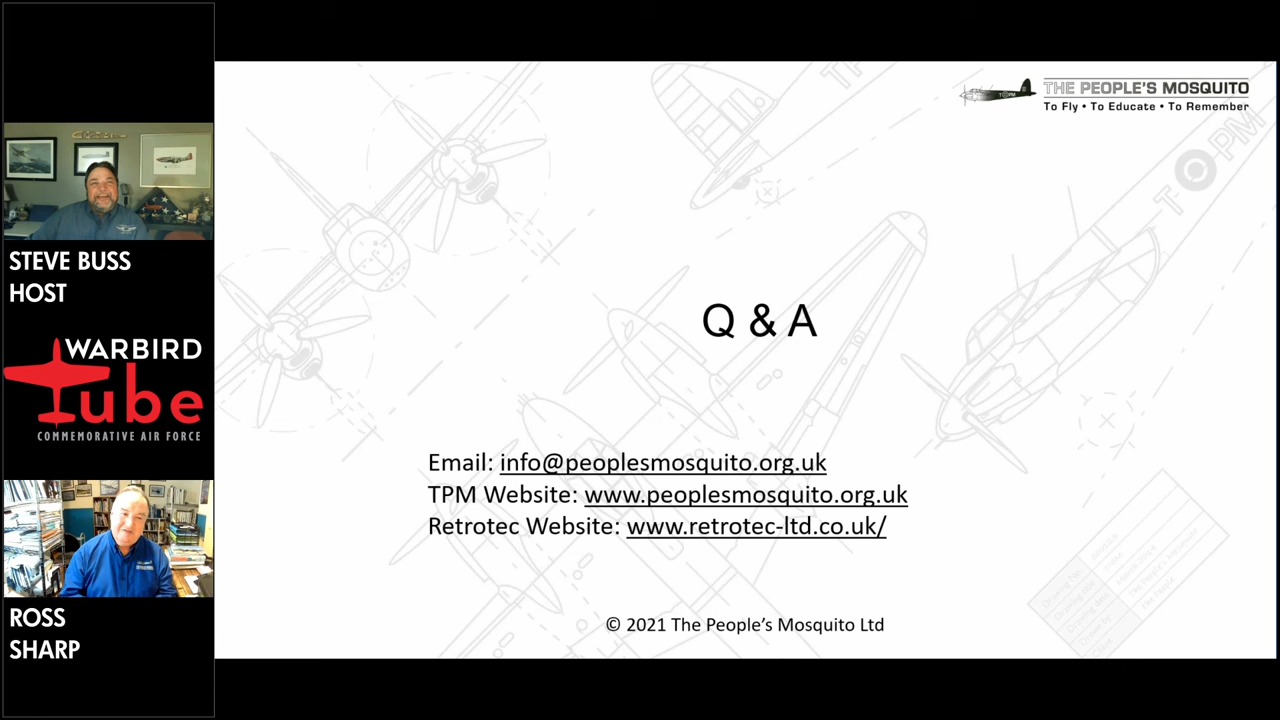 STEVE BUSS
HOST
WARBIRD
Tube
COMMEMORATIVE AIR FORCE
ROSS
SHARP
THE PEOPLE'S MOSQUITO
To Fly • To Educate • To Remember
TPM
T
PM
Q & A
Email: info@peoplesmosquito.org.uk
TPM Website: www.peoplesmosquito.org.uk
Retrotec Website: www.retrotec-ltd.co.uk/
© 2021 The People's Mosquito Ltd